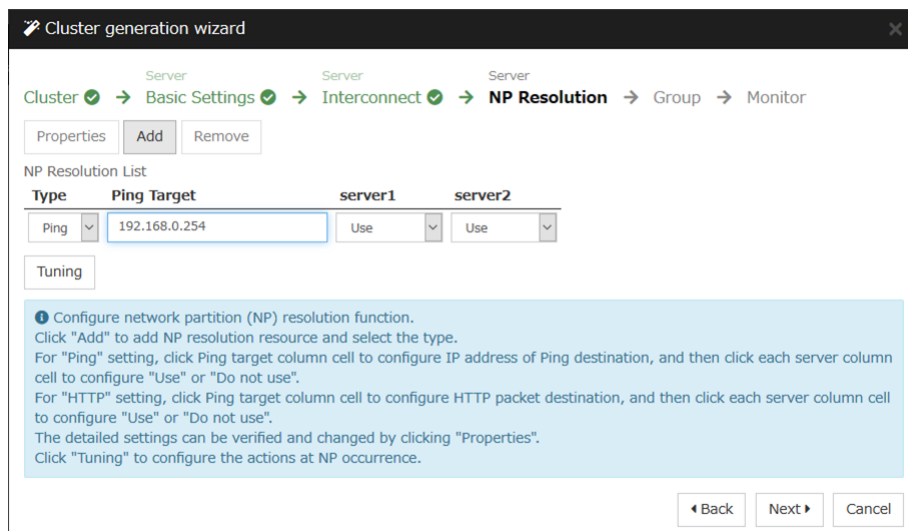 Cluster generation wizard
Server Server Server
Cluster → Basic Settings → Interconnect → NP Resolution → Group → Monitor
Properties Add Remove
NP Resolution List
Type Ping Target server1 server2
Ping 192.168.0.254 Use Use
Tuning
Configure network partition (NP) resolution function.
Click "Add" to add NP resolution resource and select the type.
For "Ping" setting, click Ping target column cell to configure IP address of Ping destination, and then click each server column
cell to configure "Use" or "Do not use".
For "HTTP" setting, click Ping target column cell to configure HTTP packet destination, and then click each server column cell
to configure "Use" or "Do not use".
The detailed settings can be verified and changed by clicking "Properties".
Click "Tuning" to configure the actions at NP occurrence.
Back Next Cancel